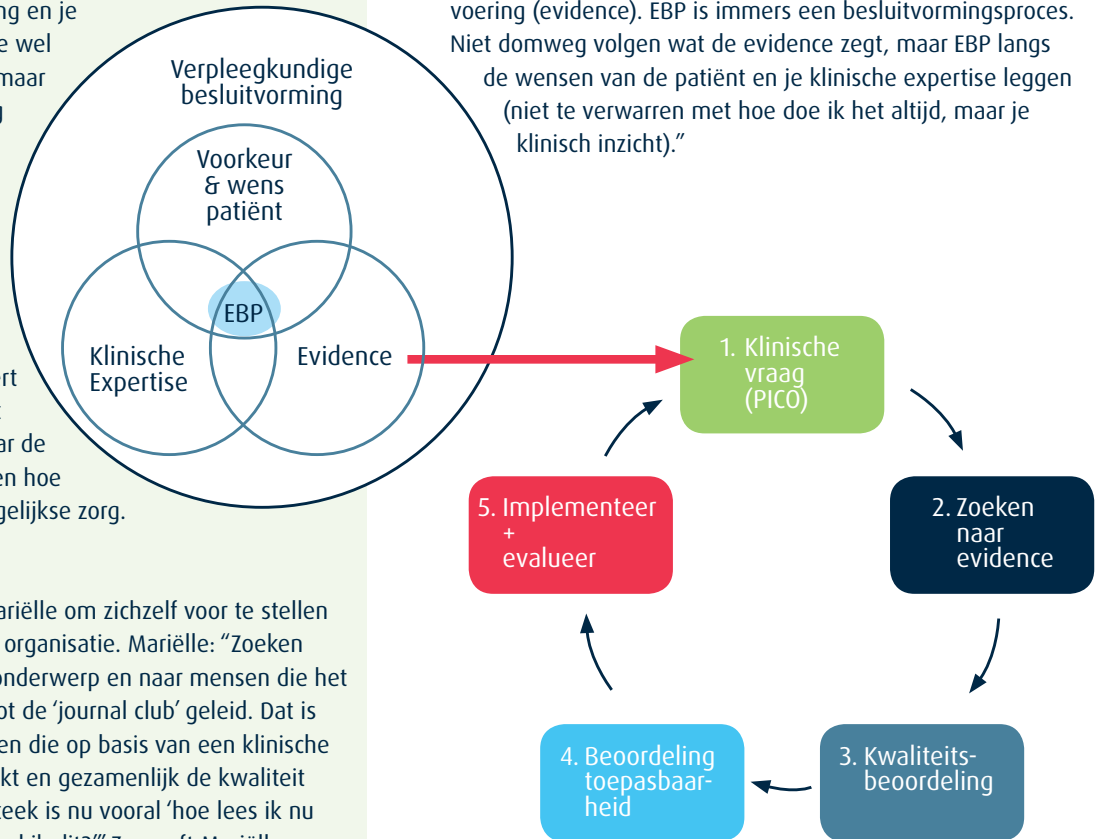 ng en je
e wel
maar
g
Verpleegkundige
besluitvorming
Voorkeur
& wens
patiënt
EBP
Klinische
Expertise
Evidence
ert
ar de
en hoe
gelijkse zorg.
ariëlle om zichzelf voor te stellen
organisatie. Mariëlle: “Zoeken
onderwerp en naar mensen die het
ot de ‘journal club’ geleid. Dat is
en die op basis van een klinische
kt en gezamenlijk de kwaliteit
teek is nu vooral ‘hoe lees ik nu
voering (evidence). EBP is immers een besluitvormingsproces.
Niet domweg volgen wat de evidence zegt, maar EBP langs
de wensen van de patiënt en je klinische expertise leggen
(niet te verwarren met hoe doe ik het altijd, maar je
klinisch inzicht).”
1. Klinische
vraag
(PICO)
2. Zoeken
naar
evidence
3. Kwaliteits-
beoordeling
4. Beoordeling
toepasbaar-
heid
5. Implementeer
+
evalueer